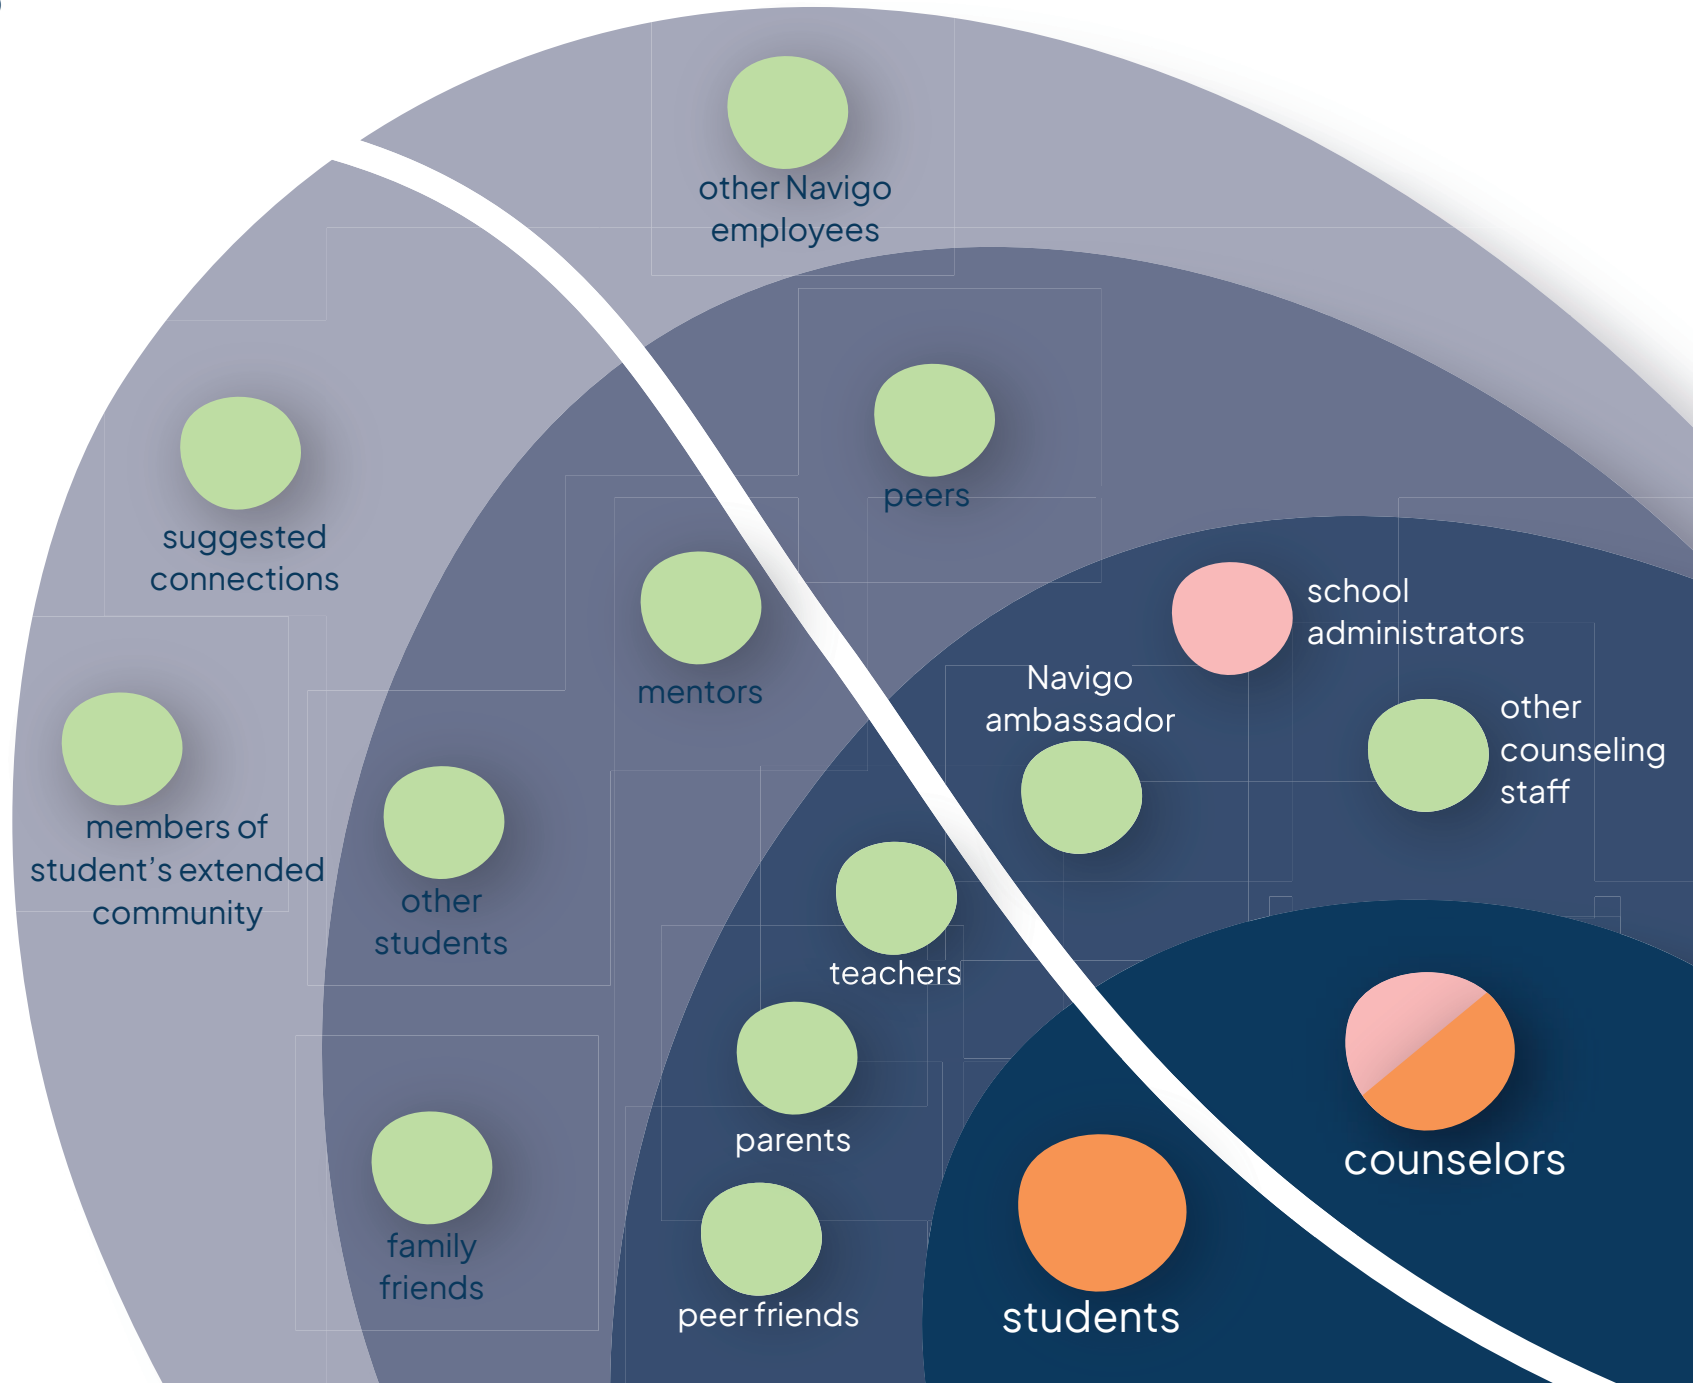 other Navigo
employees
suggested
connections
peers
school
administrators
mentors
Navigo
ambassador
other
counseling
staff
members of
student’s extended
community
other
students
teachers
parents
counselors
family
friends
peer friends
students